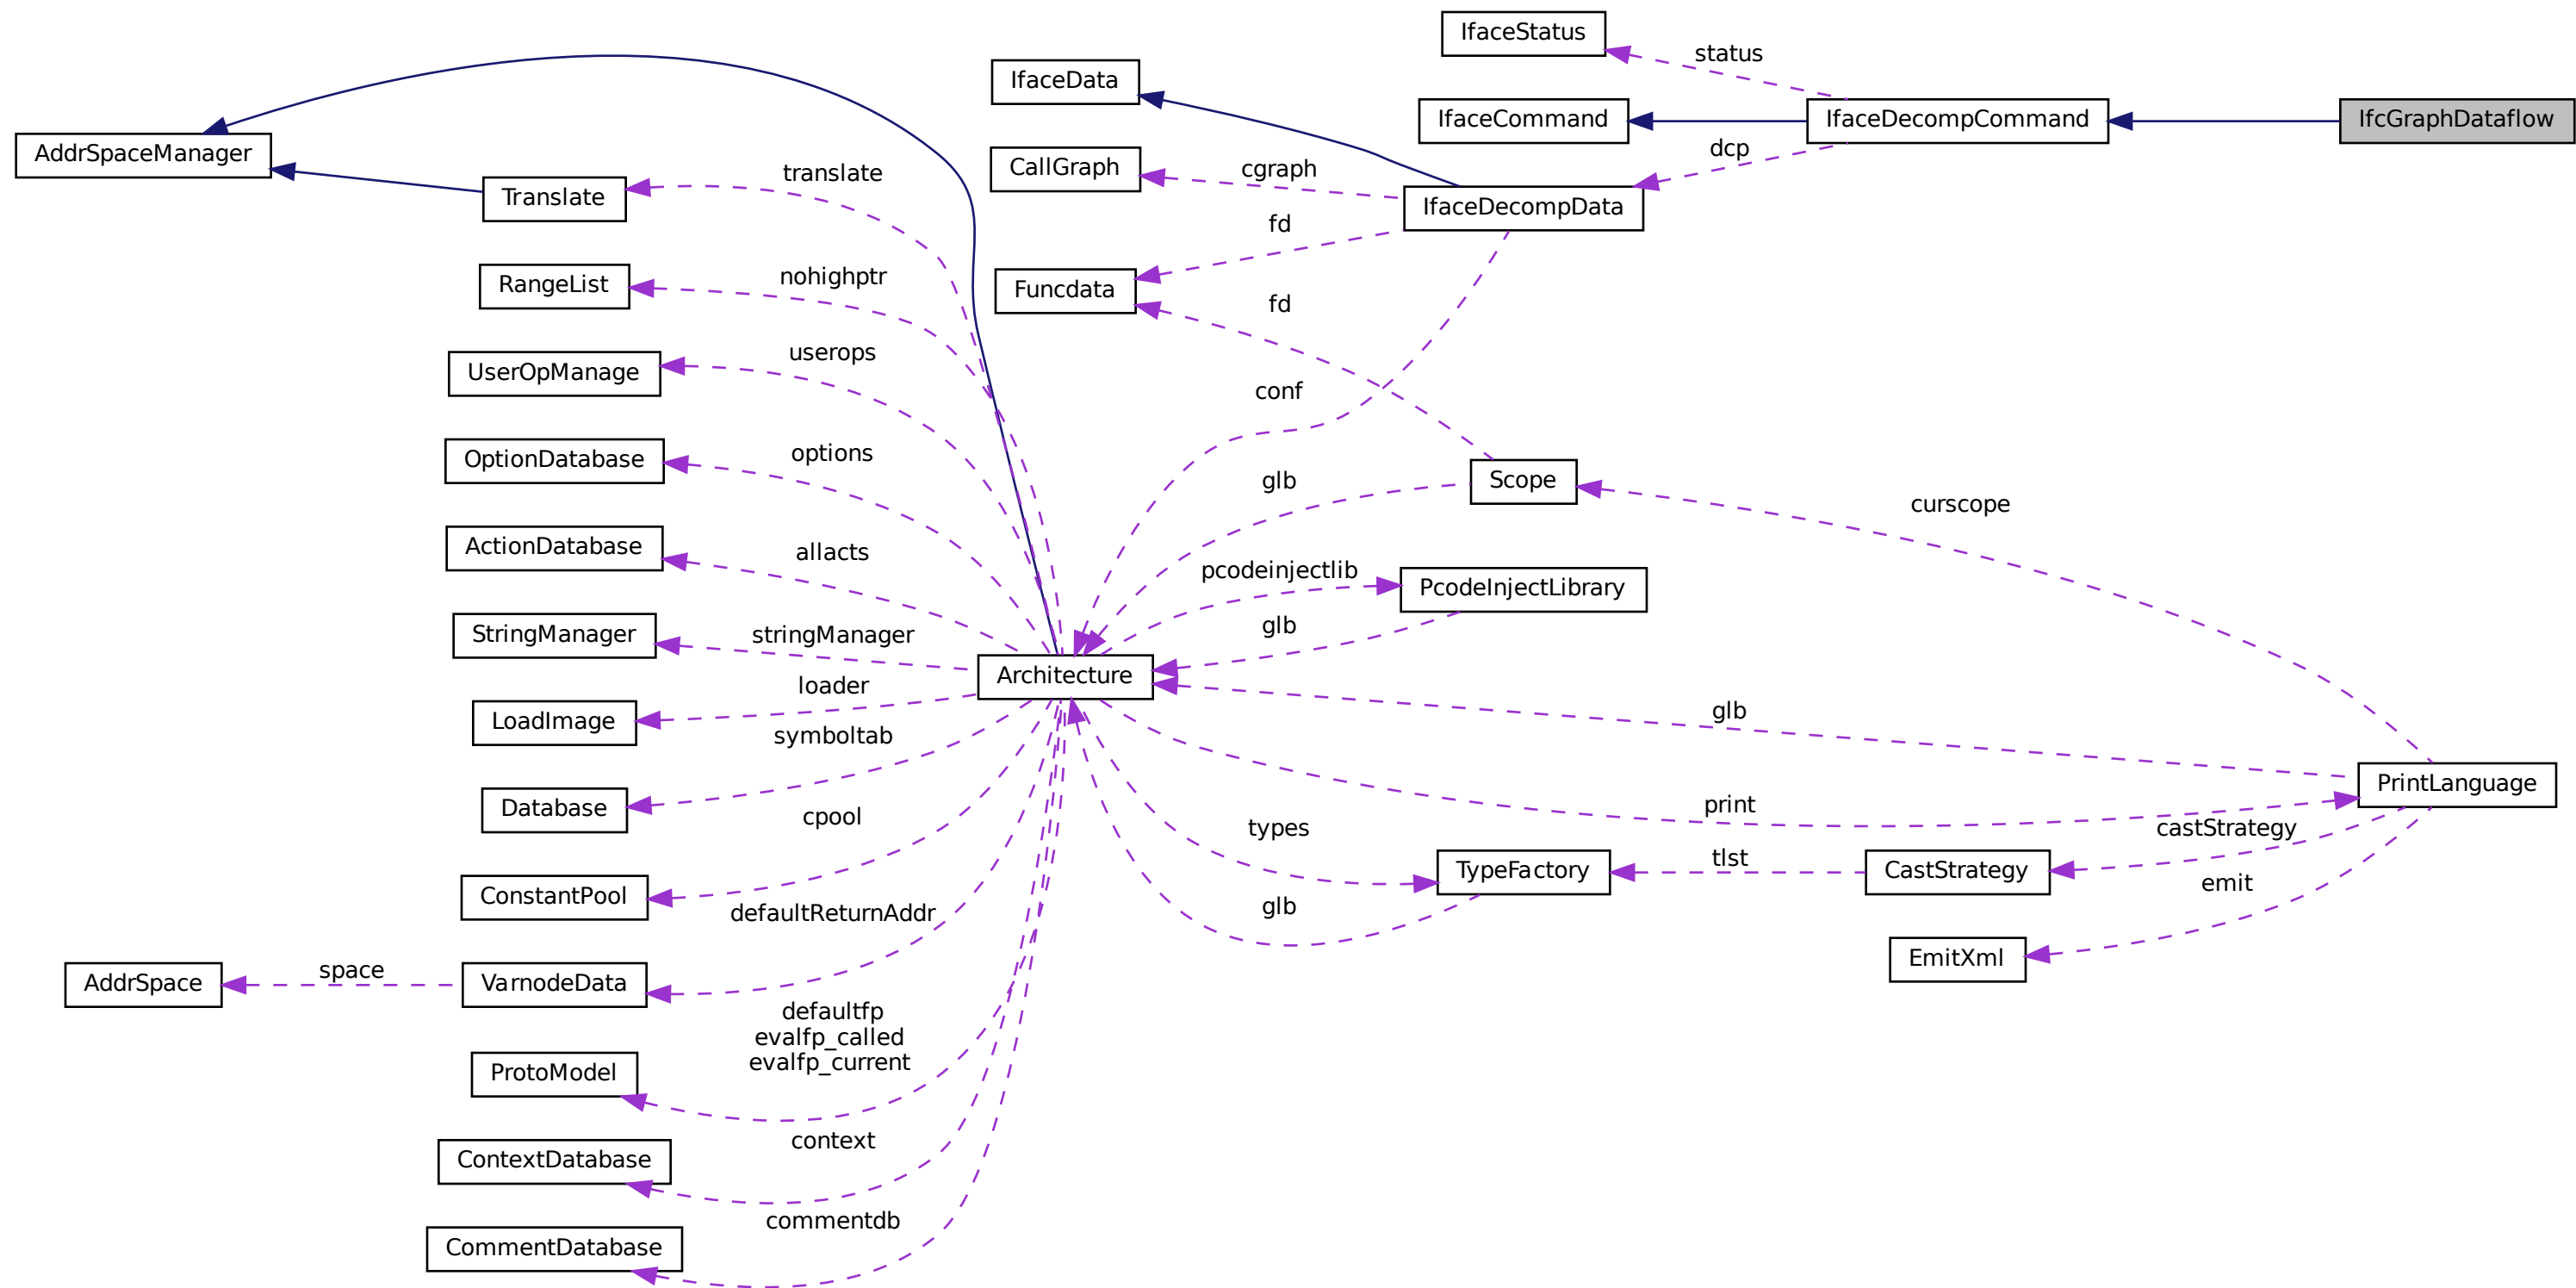 IfaceStatus
status
IfaceData
IfaceCommand
IfaceDecompCommand
IfcGraphDataflow
AddrSpaceManager
translate
CallGraph
cgraph
dcp
Translate
IfaceDecompData
fd
nohighptr
RangeList
Funcdata
fd
userops
UserOpManage
conf
options
OptionDatabase
glb
Scope
curscope
allacts
ActionDatabase
pcodeinjectlib
PcodeInjectLibrary
stringManager
StringManager
glb
Architecture
loader
LoadImage
glb
symboltab
PrintLanguage
Database
print
cpool
types
castStrategy
tlst
TypeFactory
CastStrategy
ConstantPool
emit
defaultReturnAddr
glb
EmitXml
space
AddrSpace
VarnodeData
defaultfp
evalfp_called
evalfp_current
ProtoModel
context
ContextDatabase
commentdb
CommentDatabase